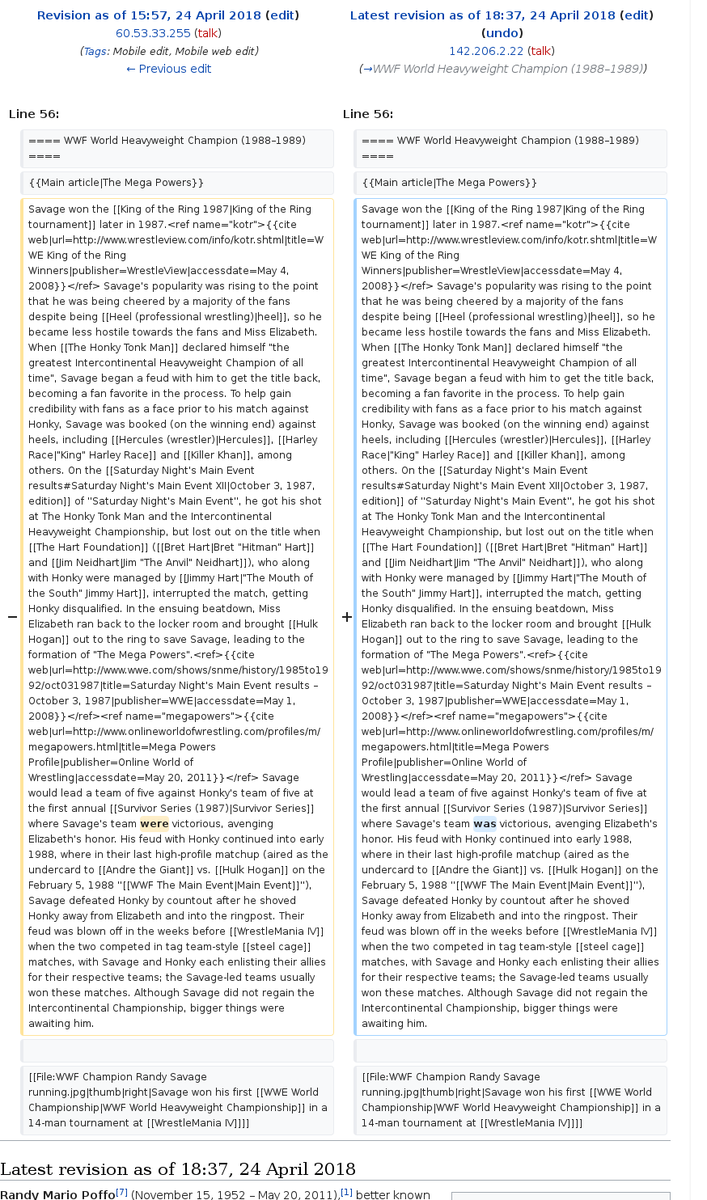 Revision as of 15:57, 24 April 2018 (edit)
60.53.33.255 (talk)
(Tags: Mobile edit, Mobile web edit)
← Previous edit
Latest revision as of 18:37, 24 April 2018 (edit)
(undo)
142.206.2.22 (talk)
(→WWF World Heavyweight Champion (1988–1989))
Line 56:
Line 56:
==== WWF World Heavyweight Champion (1988–1989)
====
{{Main article|The Mega Powers}}
−
Savage won the [[King of the Ring 1987|King of the Ring
tournament]] later in 1987.<ref name="kotr">{{cite
web|url=http://www.wrestleview.com/info/kotr.shtml|title=W
WE King of the Ring
Winners|publisher=WrestleView|accessdate=May 4,
2008}}</ref> Savage's popularity was rising to the point
that he was being cheered by a majority of the fans
despite being [[Heel (professional wrestling)|heel]], so he
became less hostile towards the fans and Miss Elizabeth.
When [[The Honky Tonk Man]] declared himself "the
greatest Intercontinental Heavyweight Champion of all
time", Savage began a feud with him to get the title back,
becoming a fan favorite in the process. To help gain
credibility with fans as a face prior to his match against
Honky, Savage was booked (on the winning end) against
heels, including [[Hercules (wrestler)|Hercules]], [[Harley
Race|"King" Harley Race]] and [[Killer Khan]], among
others. On the [[Saturday Night's Main Event
results#Saturday Night's Main Event XII|October 3, 1987,
edition]] of ''Saturday Night's Main Event'', he got his shot
at The Honky Tonk Man and the Intercontinental
Heavyweight Championship, but lost out on the title when
[[The Hart Foundation]] ([[Bret Hart|Bret "Hitman" Hart]]
and [[Jim Neidhart|Jim "The Anvil" Neidhart]]), who along
with Honky were managed by [[Jimmy Hart|"The Mouth of
the South" Jimmy Hart]], interrupted the match, getting
Honky disqualified. In the ensuing beatdown, Miss
Elizabeth ran back to the locker room and brought [[Hulk
Hogan]] out to the ring to save Savage, leading to the
formation of "The Mega Powers".<ref>{{cite
web|url=http://www.wwe.com/shows/snme/history/1985to19
92/oct031987|title=Saturday Night's Main Event results –
October 3, 1987|publisher=WWE|accessdate=May 1,
2008}}</ref><ref name="megapowers">{{cite
web|url=http://www.onlineworldofwrestling.com/profiles/m/
megapowers.html|title=Mega Powers
Profile|publisher=Online World of
Wrestling|accessdate=May 20, 2011}}</ref> Savage
would lead a team of five against Honky's team of five at
the first annual [[Survivor Series (1987)|Survivor Series]]
where Savage's team were victorious, avenging
Elizabeth's honor. His feud with Honky continued into early
1988, where in their last high-profile matchup (aired as the
undercard to [[Andre the Giant]] vs. [[Hulk Hogan]] on the
February 5, 1988 ''[[WWF The Main Event|Main Event]]''),
Savage defeated Honky by countout after he shoved
Honky away from Elizabeth and into the ringpost. Their
feud was blown off in the weeks before [[WrestleMania IV]]
when the two competed in tag team-style [[steel cage]]
matches, with Savage and Honky each enlisting their allies
for their respective teams; the Savage-led teams usually
won these matches. Although Savage did not regain the
Intercontinental Championship, bigger things were
awaiting him.
[[File:WWF Champion Randy Savage
running.jpg|thumb|right|Savage won his first [[WWE World
Championship|WWF World Heavyweight Championship]] in a
14-man tournament at [[WrestleMania IV]]]]
==== WWF World Heavyweight Champion (1988–1989)
====
{{Main article|The Mega Powers}}
+
Savage won the [[King of the Ring 1987|King of the Ring
tournament]] later in 1987.<ref name="kotr">{{cite
web|url=http://www.wrestleview.com/info/kotr.shtml|title=W
WE King of the Ring
Winners|publisher=WrestleView|accessdate=May 4,
2008}}</ref> Savage's popularity was rising to the point
that he was being cheered by a majority of the fans
despite being [[Heel (professional wrestling)|heel]], so he
became less hostile towards the fans and Miss Elizabeth.
When [[The Honky Tonk Man]] declared himself "the
greatest Intercontinental Heavyweight Champion of all
time", Savage began a feud with him to get the title back,
becoming a fan favorite in the process. To help gain
credibility with fans as a face prior to his match against
Honky, Savage was booked (on the winning end) against
heels, including [[Hercules (wrestler)|Hercules]], [[Harley
Race|"King" Harley Race]] and [[Killer Khan]], among
others. On the [[Saturday Night's Main Event
results#Saturday Night's Main Event XII|October 3, 1987,
edition]] of ''Saturday Night's Main Event'', he got his shot
at The Honky Tonk Man and the Intercontinental
Heavyweight Championship, but lost out on the title when
[[The Hart Foundation]] ([[Bret Hart|Bret "Hitman" Hart]]
and [[Jim Neidhart|Jim "The Anvil" Neidhart]]), who along
with Honky were managed by [[Jimmy Hart|"The Mouth of
the South" Jimmy Hart]], interrupted the match, getting
Honky disqualified. In the ensuing beatdown, Miss
Elizabeth ran back to the locker room and brought [[Hulk
Hogan]] out to the ring to save Savage, leading to the
formation of "The Mega Powers".<ref>{{cite
web|url=http://www.wwe.com/shows/snme/history/1985to19
92/oct031987|title=Saturday Night's Main Event results –
October 3, 1987|publisher=WWE|accessdate=May 1,
2008}}</ref><ref name="megapowers">{{cite
web|url=http://www.onlineworldofwrestling.com/profiles/m/
megapowers.html|title=Mega Powers
Profile|publisher=Online World of
Wrestling|accessdate=May 20, 2011}}</ref> Savage
would lead a team of five against Honky's team of five at
the first annual [[Survivor Series (1987)|Survivor Series]]
where Savage's team was victorious, avenging Elizabeth's
honor. His feud with Honky continued into early 1988,
where in their last high-profile matchup (aired as the
undercard to [[Andre the Giant]] vs. [[Hulk Hogan]] on the
February 5, 1988 ''[[WWF The Main Event|Main Event]]''),
Savage defeated Honky by countout after he shoved
Honky away from Elizabeth and into the ringpost. Their
feud was blown off in the weeks before [[WrestleMania IV]]
when the two competed in tag team-style [[steel cage]]
matches, with Savage and Honky each enlisting their allies
for their respective teams; the Savage-led teams usually
won these matches. Although Savage did not regain the
Intercontinental Championship, bigger things were
awaiting him.
[[File:WWF Champion Randy Savage
running.jpg|thumb|right|Savage won his first [[WWE World
Championship|WWF World Heavyweight Championship]] in a
14-man tournament at [[WrestleMania IV]]]]
Latest revision as of 18:37, 24 April 2018
Randy Mario Poffo[7] (November 15, 1952 – May 20, 2011),[1] better known